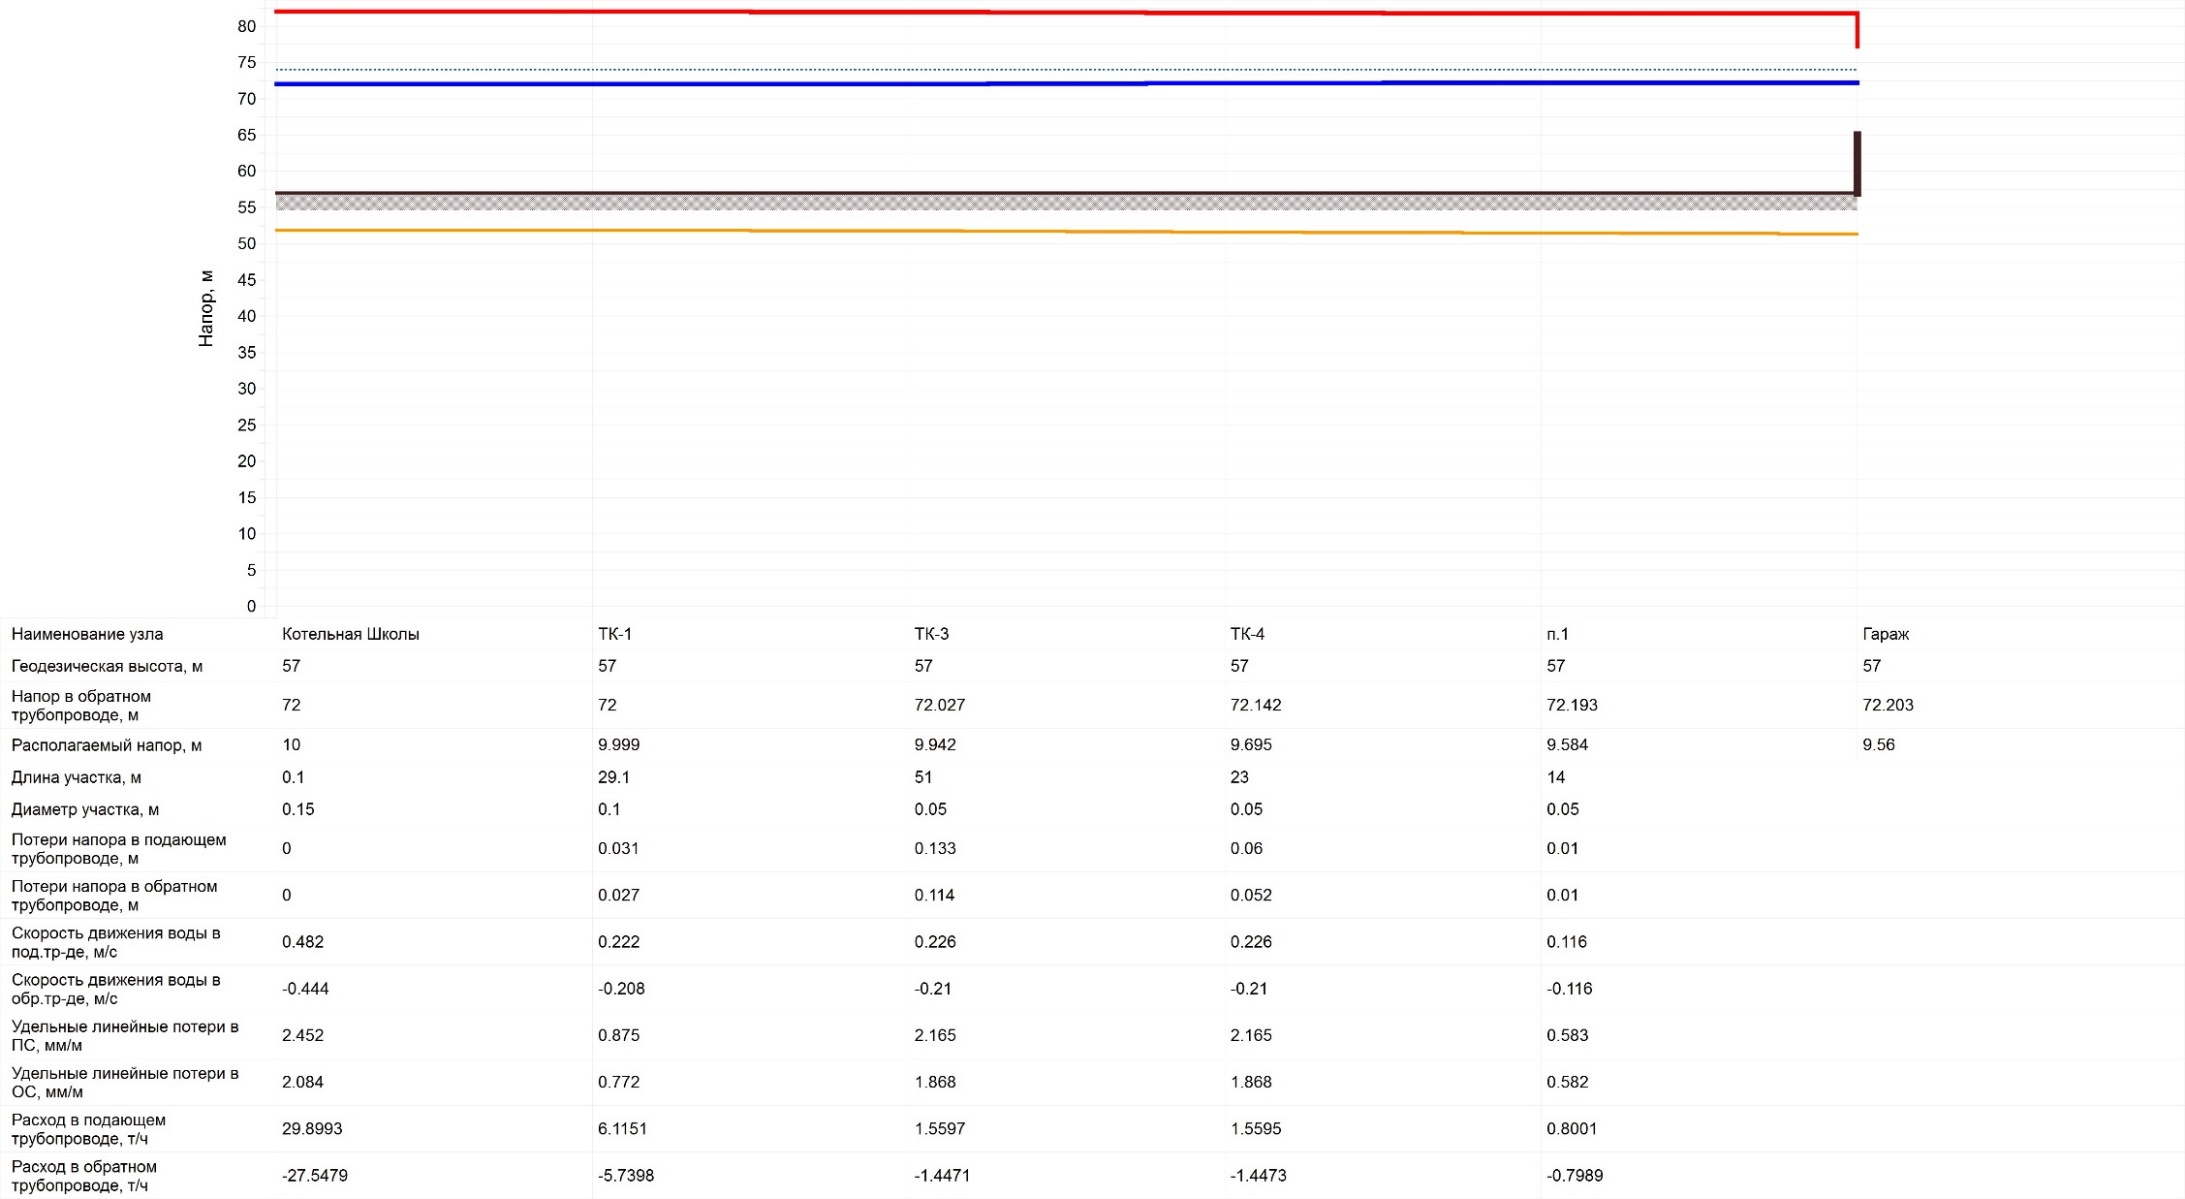 80
75
70
65
60
55
50
45
40
35
30
25
20
15
10
5
0
Напор, м
Наименование узла Котельная Школы ТК-1 ТК-3 ТК-4 п.1 Гараж
Геодезическая высота, м 57 57 57 57 57 57
Напор в обратном
трубопроводе, м 72 72 72.027 72.142 72.193 72.203
Располагаемый напор, м 10 9.999 9.942 9.695 9.584 9.56
Длина участка, м 0.1 29.1 51 23 14
Диаметр участка, м 0.15 0.1 0.05 0.05 0.05
Потери напора в подающем
трубопроводе, м 0 0.031 0.133 0.06 0.01
Потери напора в обратном
трубопроводе, м 0 0.027 0.114 0.052 0.01
Скорость движения воды в
под.тр-де, м/с 0.482 0.222 0.226 0.226 0.116
Скорость движения воды в
обр.тр-де, м/с -0.444 -0.208 -0.21 -0.21 -0.116
Удельные линейные потери в
ПС, мм/м 2.452 0.875 2.165 2.165 0.583
Удельные линейные потери в
ОС, мм/м 2.084 0.772 1.868 1.868 0.582
Расход в подающем
трубопроводе, т/ч 29.8993 6.1151 1.5597 1.5595 0.8001
Расход в обратном
трубопроводе, т/ч -27.5479 -5.7398 -1.4471 -1.4473 -0.7989